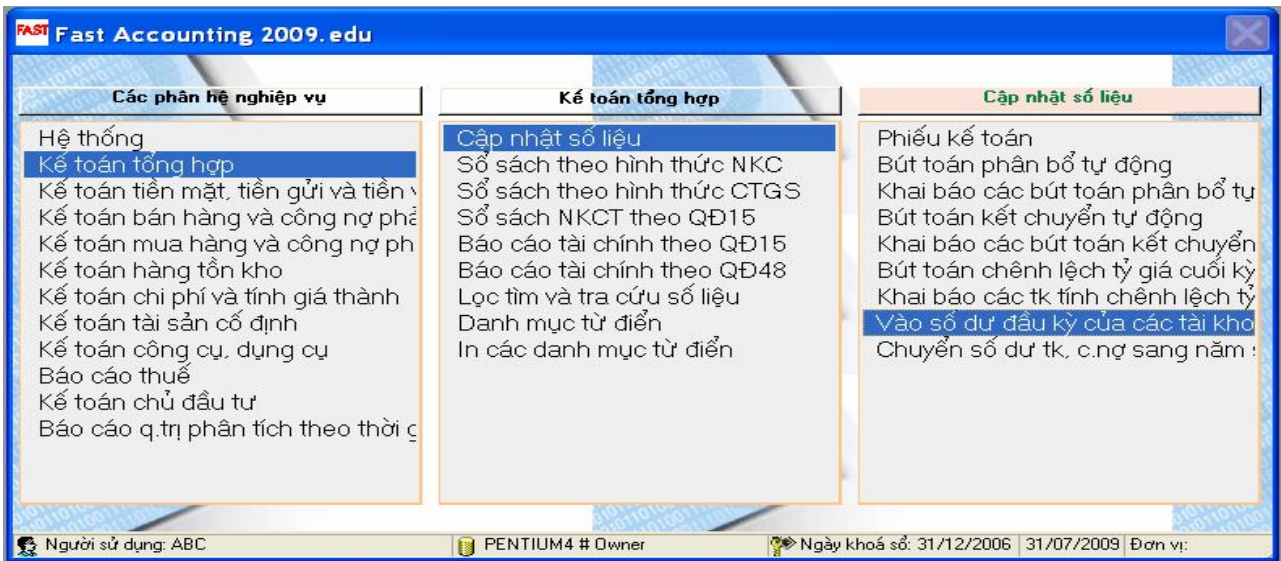 FAST Fast Accounting 2009.edu
Các phân hệ nghiệp vụ
Hệ thống
Kế toán tổng hợp
Kế toán tiền mặt, tiền gửi và tiền v
Kế toán bán hàng và công nợ phả
Kế toán mua hàng và công nợ ph
Kế toán hàng tồn kho
Kế toán chi phí và tính giá thành
Kế toán tài sản cố định
Kế toán công cụ, dụng cụ
Báo cáo thuế
Kế toán chủ đầu tư
Báo cáo q.trị phân tích theo thời g
Kế toán tổng hợp
Cập nhật số liệu
Sổ sách theo hình thức NKC
Sổ sách theo hình thức CTGS
Sổ sách NKCT theo QĐ15
Báo cáo tài chính theo QĐ15
Báo cáo tài chính theo QĐ48
Lọc tìm và tra cứu số liệu
Danh mục từ điển
In các danh mục từ điển
Cập nhật số liệu
Phiếu kế toán
Bút toán phân bổ tự động
Khai báo các bút toán phân bổ tự
Bút toán kết chuyển tự động
Khai báo các bút toán kết chuyển
Bút toán chênh lệch tỷ giá cuối kỳ
Khai báo các tk tính chênh lệch tỷ
Vào số dư đầu kỳ của các tài kho
Chuyển số dư tk, c.nợ sang năm s
Người sử dụng: ABC
PENTIUM4 # Owner
Ngày khoá sổ: 31/12/2006
31/07/2009
Đơn vị: